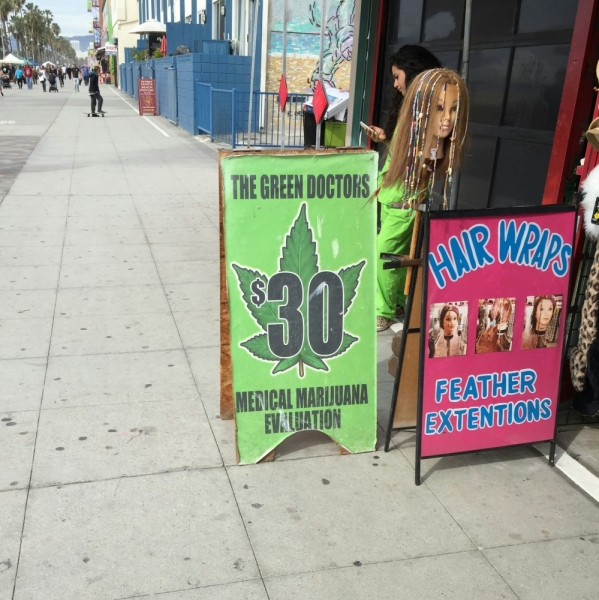 THE GREEN DOCTORS
$30
MEDICAL MARIJUANA
EVALUATION
HAIR WRAPS
FEATHER
EXTENTIONS